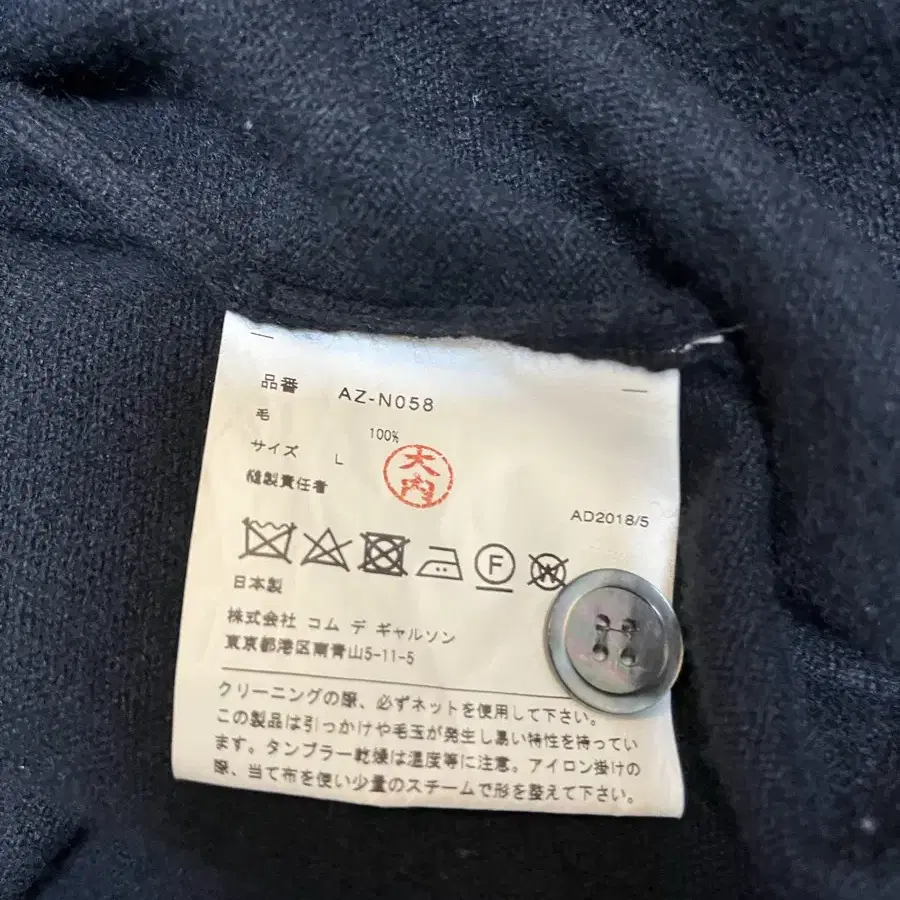 品番 AZ-N058
毛 100%
サイズ L
縫製責任者 大内
AD2018/5
F
W
日本製
株式会社 コム デ ギャルソン
東京都港区南青山5-11-5
クリーニングの際、必ずネットを使用して下さい。
この製品は引っかけや毛玉が発生し易い特性を持ってい
ます。タンブラー乾燥は温度等に注意。アイロン掛けの
際、当て布を使い少量のスチームで形を整えて下さい。